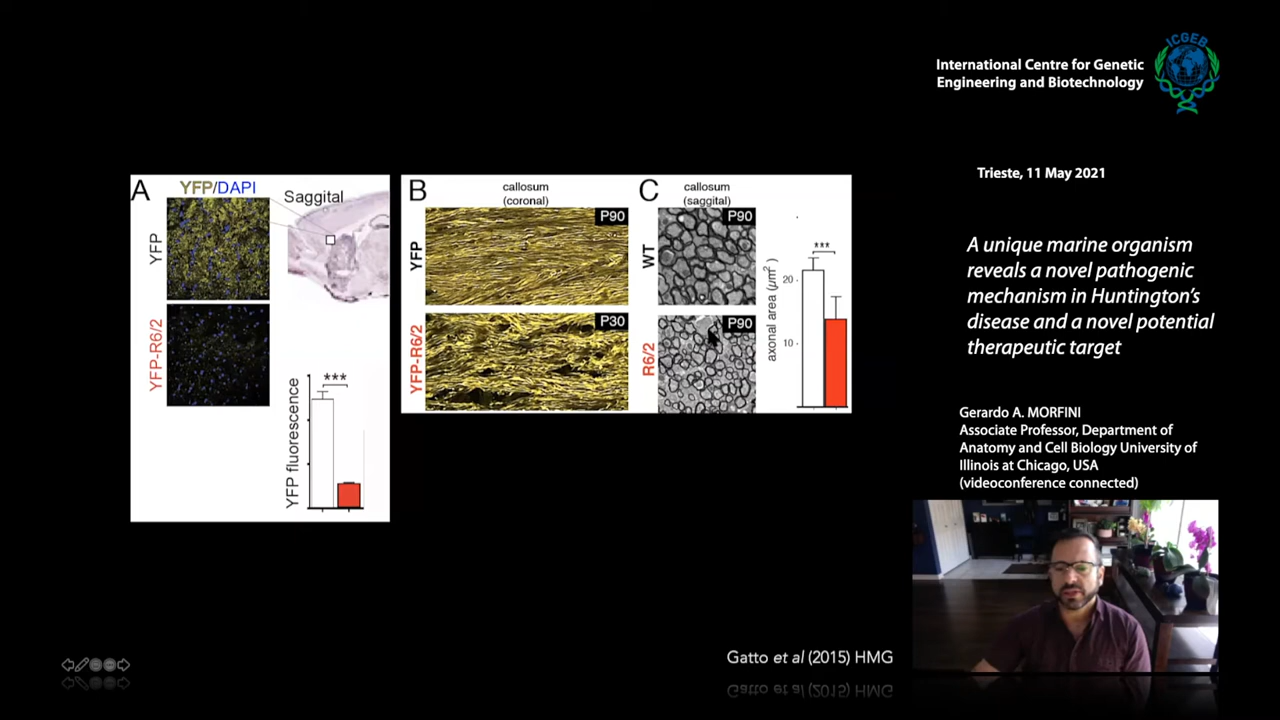 ICGEB
International Centre for Genetic
Engineering and Biotechnology
Trieste, 11 May 2021
A unique marine organism
reveals a novel pathogenic
mechanism in Huntington's
disease and a novel potential
therapeutic target
Gerardo A. MORFINI
Associate Professor, Department of
Anatomy and Cell Biology University of
Illinois at Chicago, USA
(videoconference connected)
A
YFP/DAPI
Saggital
YFP
YFP-R6/2
YFP fluorescence
***
B
callosum
(coronal)
YFP
P90
YFP-R6/2
P30
C
callosum
(saggital)
WT
P90
R6/2
P90
axonal area (µm²)
***
20
10
Gatto et al (2015) HMG